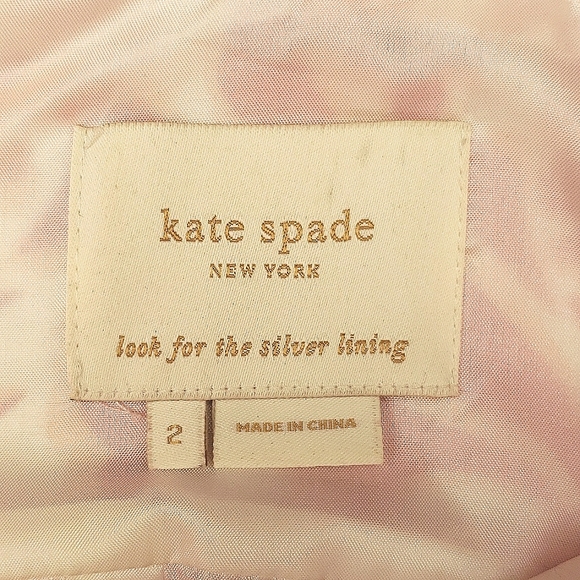 kate spade
NEW YORK
look for the silver lining
2
MADE IN CHINA